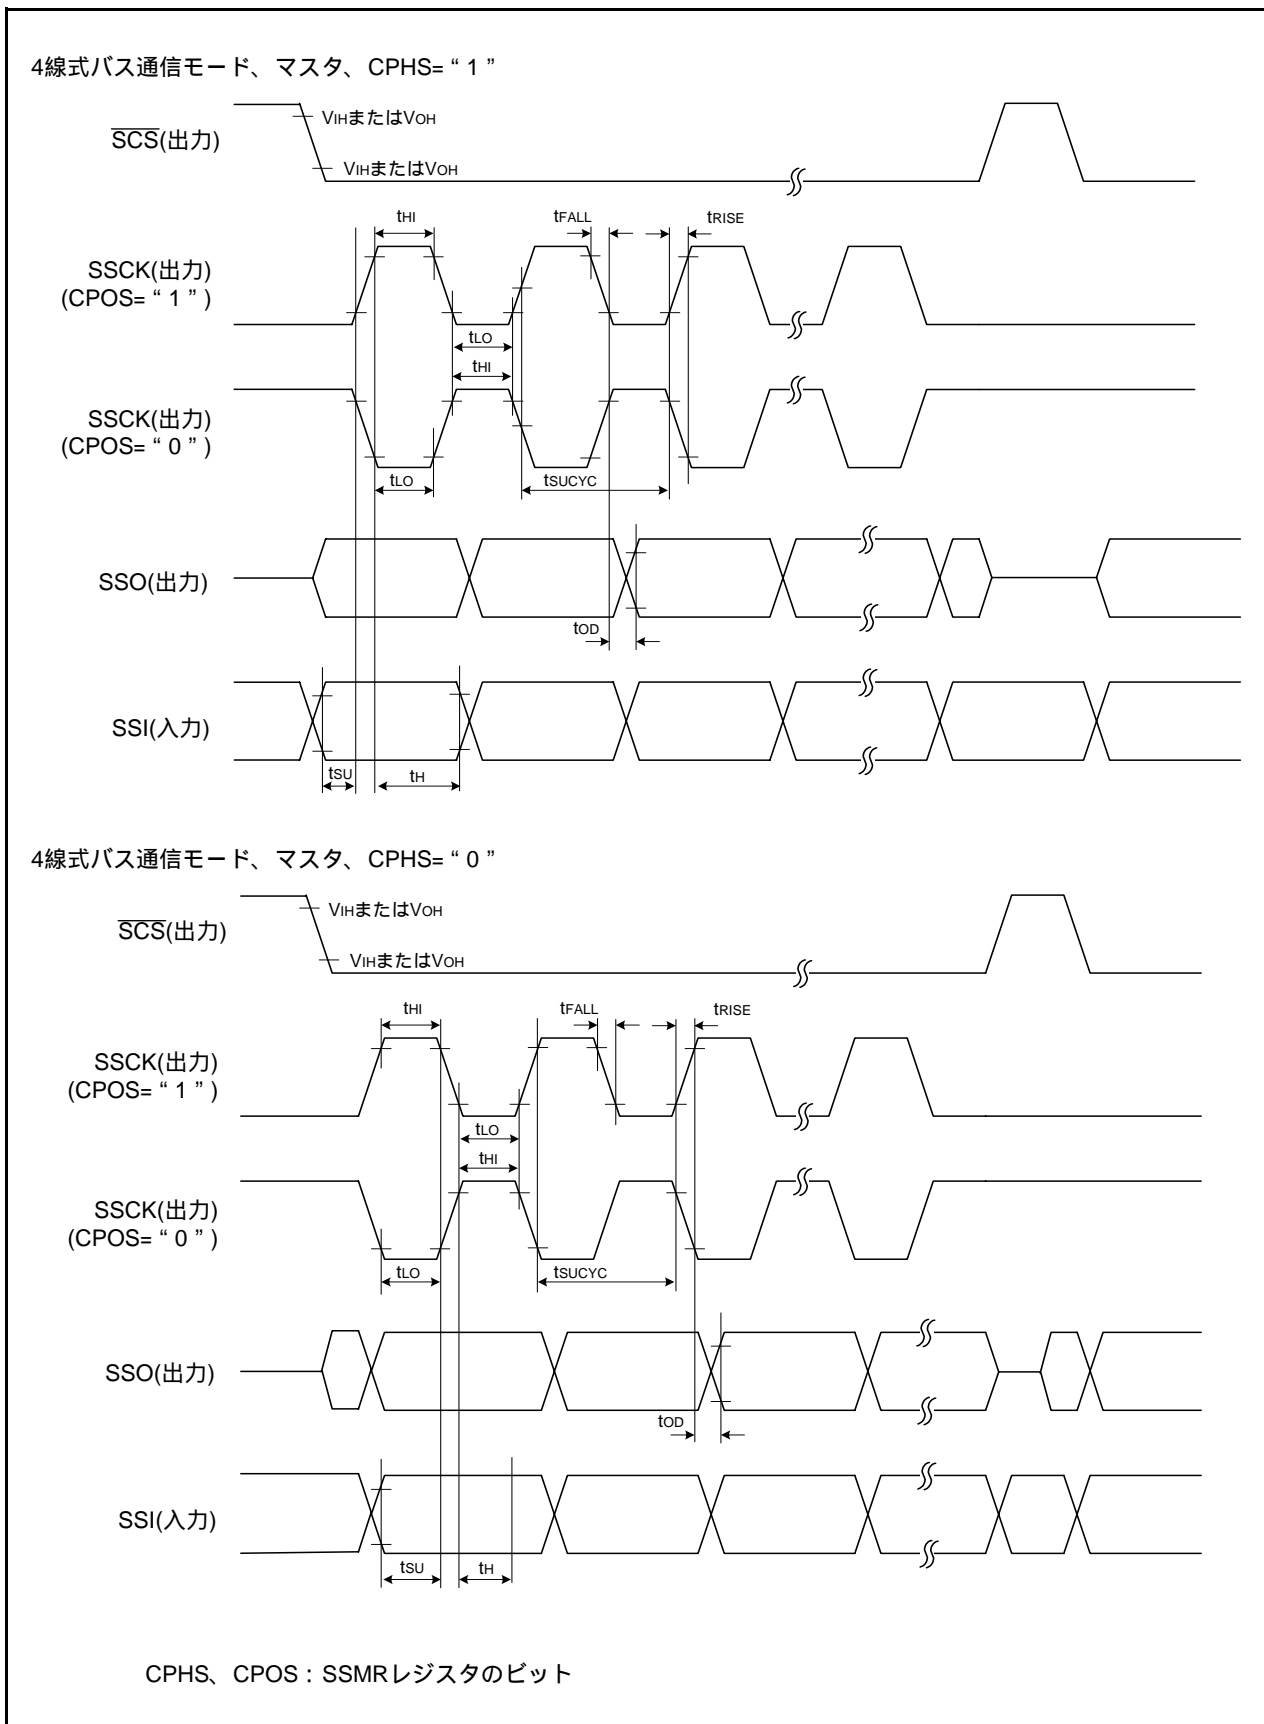 4線式バス通信モード、マスタ、CPHS=“1”
SCS(出力)
VIHまたはVOH
VIHまたはVOH
tHI
tFALL
tRISE
SSCK(出力)
(CPOS=“1”)
tLO
tHI
SSCK(出力)
(CPOS=“0”)
tLO
tSUCYC
SSO(出力)
tOD
SSI(入力)
tSU
tH
4線式バス通信モード、マスタ、CPHS=“0”
SCS(出力)
VIHまたはVOH
VIHまたはVOH
tHI
tFALL
tRISE
SSCK(出力)
(CPOS=“1”)
tLO
tHI
SSCK(出力)
(CPOS=“0”)
tLO
tSUCYC
SSO(出力)
tOD
SSI(入力)
tSU
tH
CPHS、CPOS:SSMRレジスタのビット